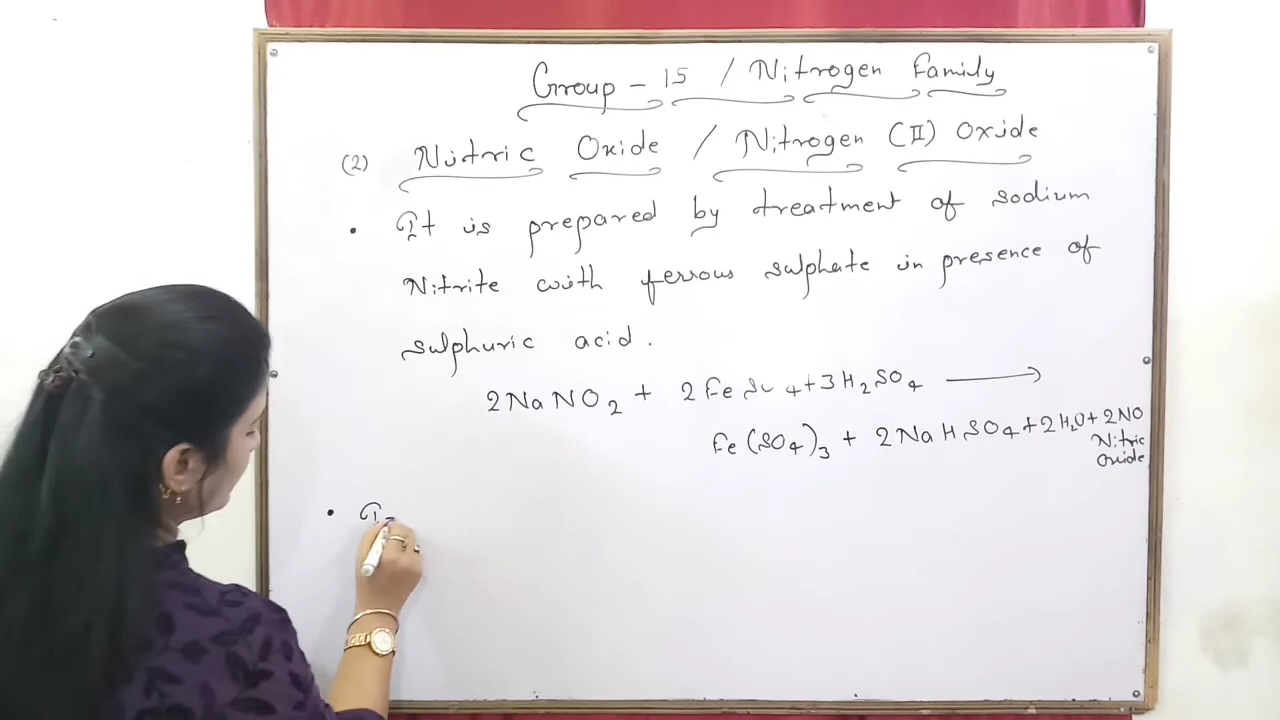 Group - 15 / Nitrogen Family
(2) Nitric Oxide / Nitrogen (II) Oxide
• It is prepared by treatment of sodium
Nitrite with ferrous sulphate in presence of
sulphuric acid.
2NaNO₂ + 2FeSO₄+3H₂SO₄ →
Fe(SO₄)₃ + 2NaHSO₄+2H₂O+2NO
Nitric
Oxide
•